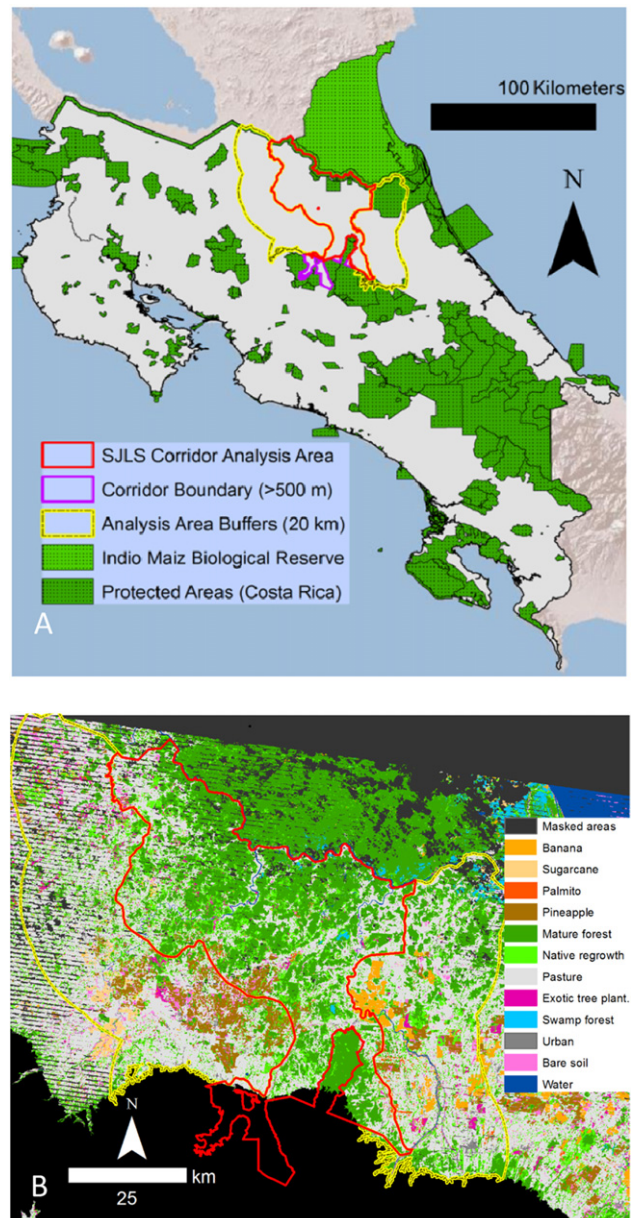 100 Kilometers
N
SJLS Corridor Analysis Area
Corridor Boundary (>500 m)
Analysis Area Buffers (20 km)
Indio Maiz Biological Reserve
Protected Areas (Costa Rica)
A
Masked areas
Banana
Sugarcane
Palmito
Pineapple
Mature forest
Native regrowth
Pasture
Exotic tree plant.
Swamp forest
Urban
Bare soil
Water
N
km
25
B